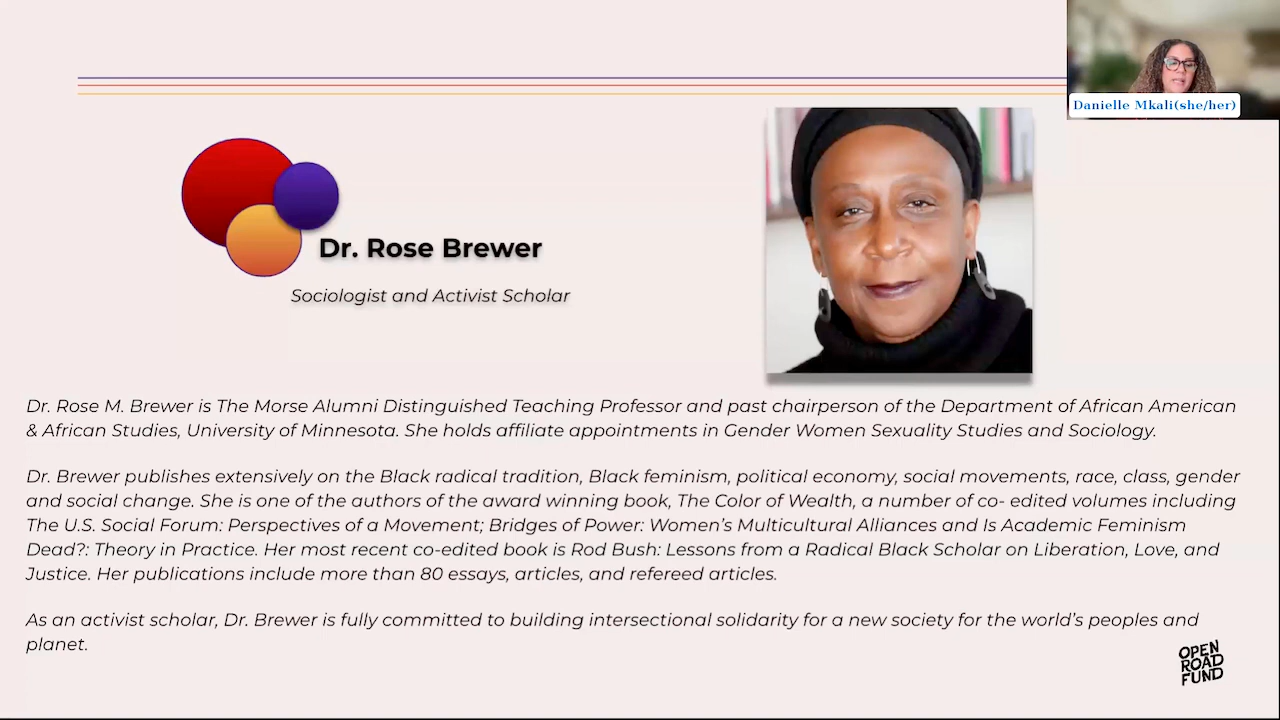 Danielle Mkali(she/her)
Dr. Rose Brewer
Sociologist and Activist Scholar
Dr. Rose M. Brewer is The Morse Alumni Distinguished Teaching Professor and past chairperson of the Department of African American
& African Studies, University of Minnesota. She holds affiliate appointments in Gender Women Sexuality Studies and Sociology.
Dr. Brewer publishes extensively on the Black radical tradition, Black feminism, political economy, social movements, race, class, gender
and social change. She is one of the authors of the award winning book, The Color of Wealth, a number of co- edited volumes including
The U.S. Social Forum: Perspectives of a Movement; Bridges of Power: Women's Multicultural Alliances and Is Academic Feminism
Dead?: Theory in Practice. Her most recent co-edited book is Rod Bush: Lessons from a Radical Black Scholar on Liberation, Love, and
Justice. Her publications include more than 80 essays, articles, and refereed articles.
As an activist scholar, Dr. Brewer is fully committed to building intersectional solidarity for a new society for the world's peoples and
planet.
OPEN
ROAD
FUND